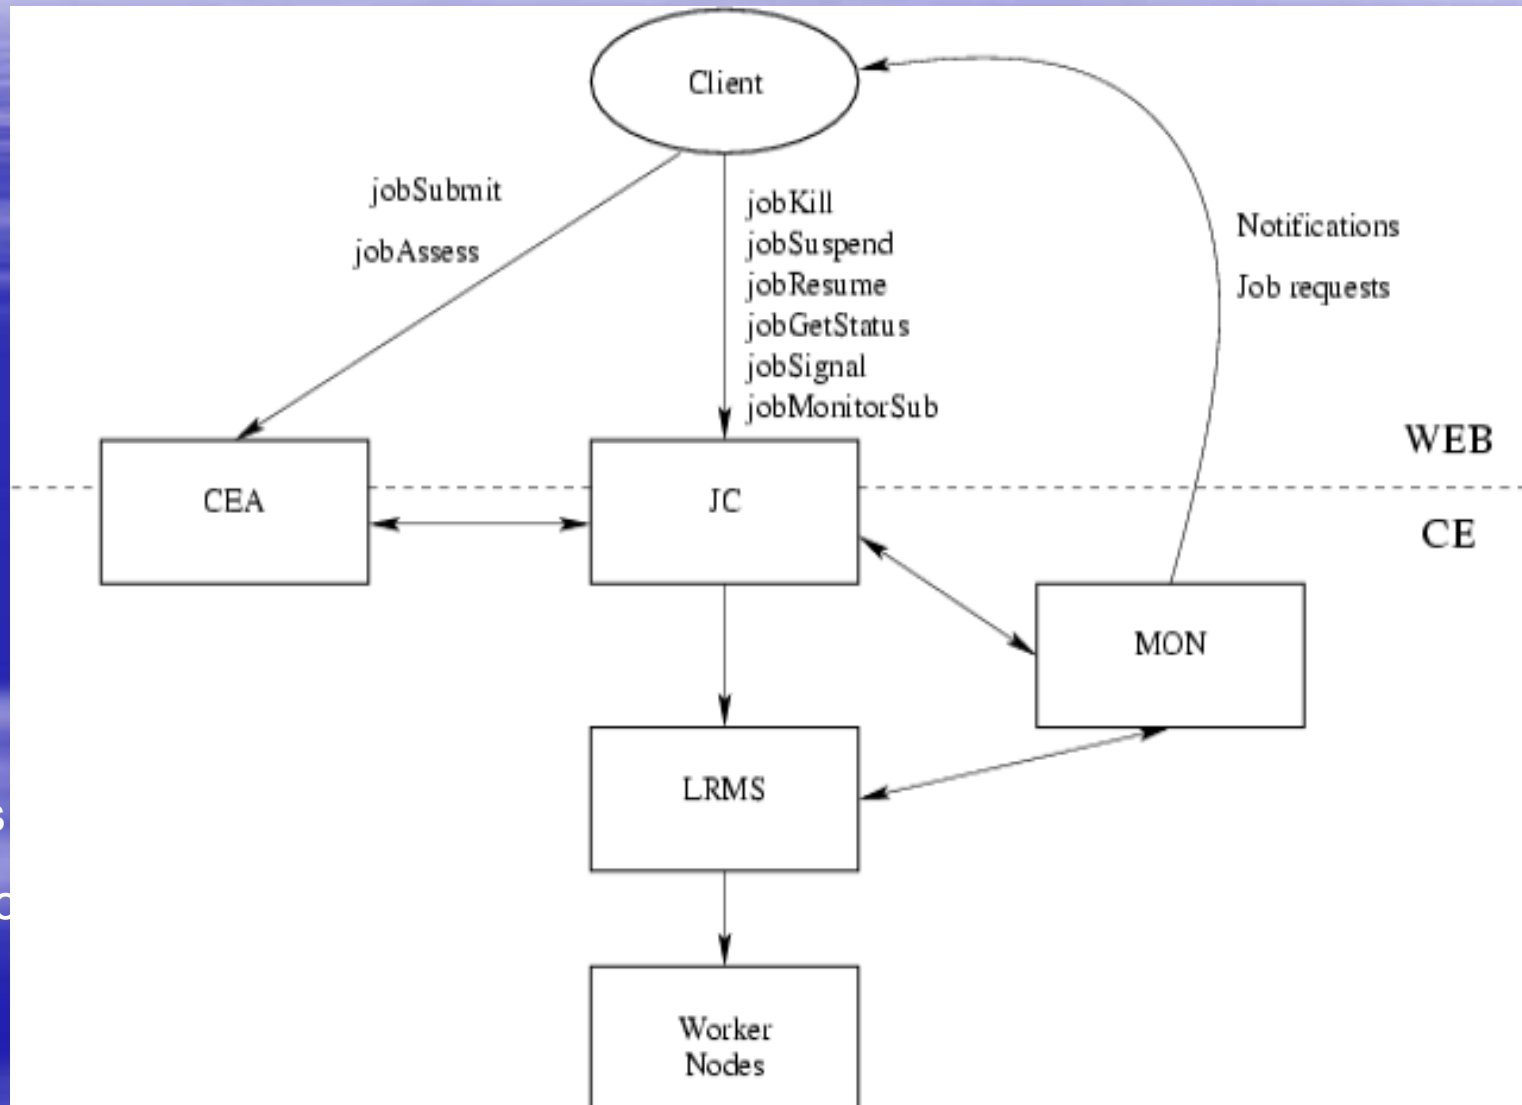 Client
jobSubmit
jobAssess
jobKill
jobSuspend
jobResume
jobGetStatus
jobSignal
jobMonitorSub
Notifications
Job requests
WEB
CE
CEA
JC
MON
LRMS
Worker
Nodes